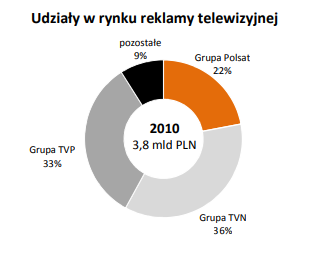 Udziały w rynku reklamy telewizyjnej
pozostałe
9%
Grupa Polsat
22%
2010
3,8 mld PLN
Grupa TVP
33%
Grupa TVN
36%